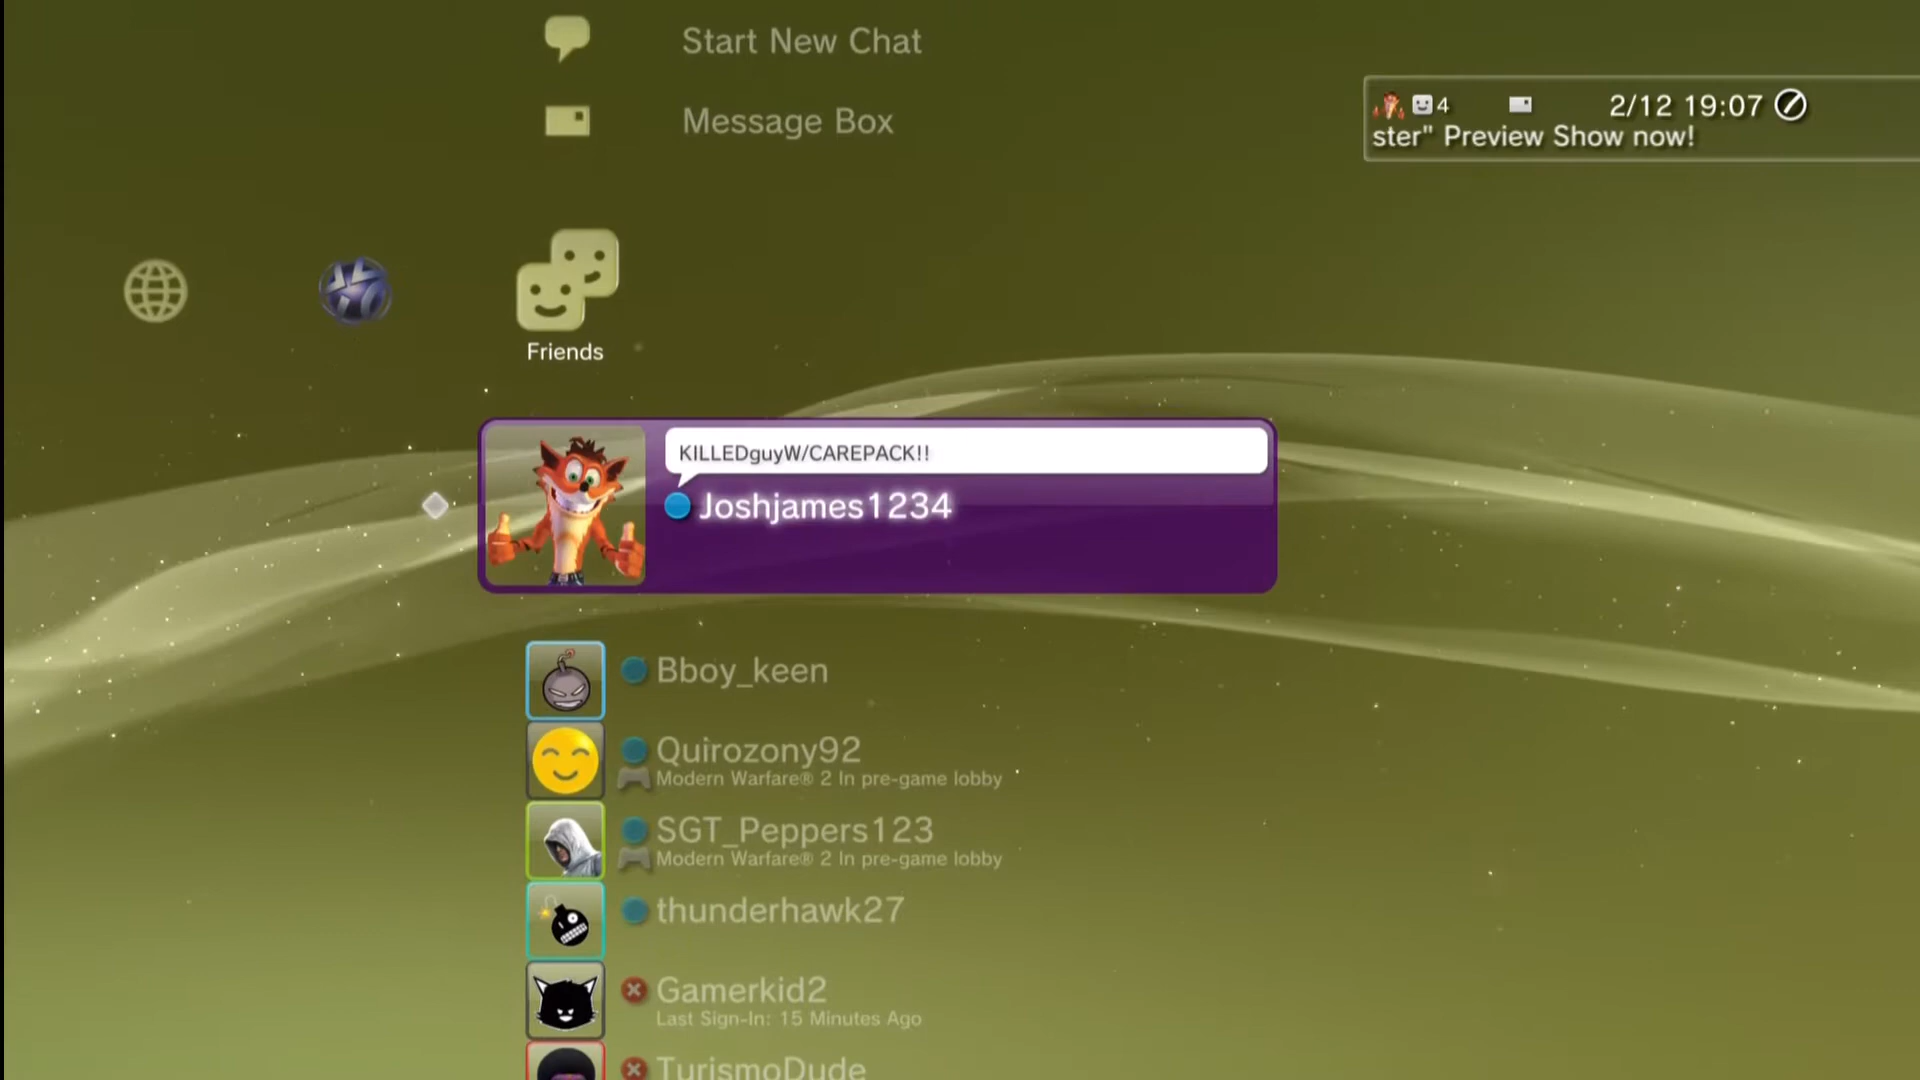 Start New Chat
Message Box
4 2/12 19:07
ster" Preview Show now!
Friends
KILLEDguyW/CAREPACK!!
Joshjames1234
Bboy_keen
Quirozony92
Modern Warfare® 2 In pre-game lobby
SGT_Peppers123
Modern Warfare® 2 In pre-game lobby
thunderhawk27
Gamerkid2
Last Sign-In: 15 Minutes Ago
TurismoDude